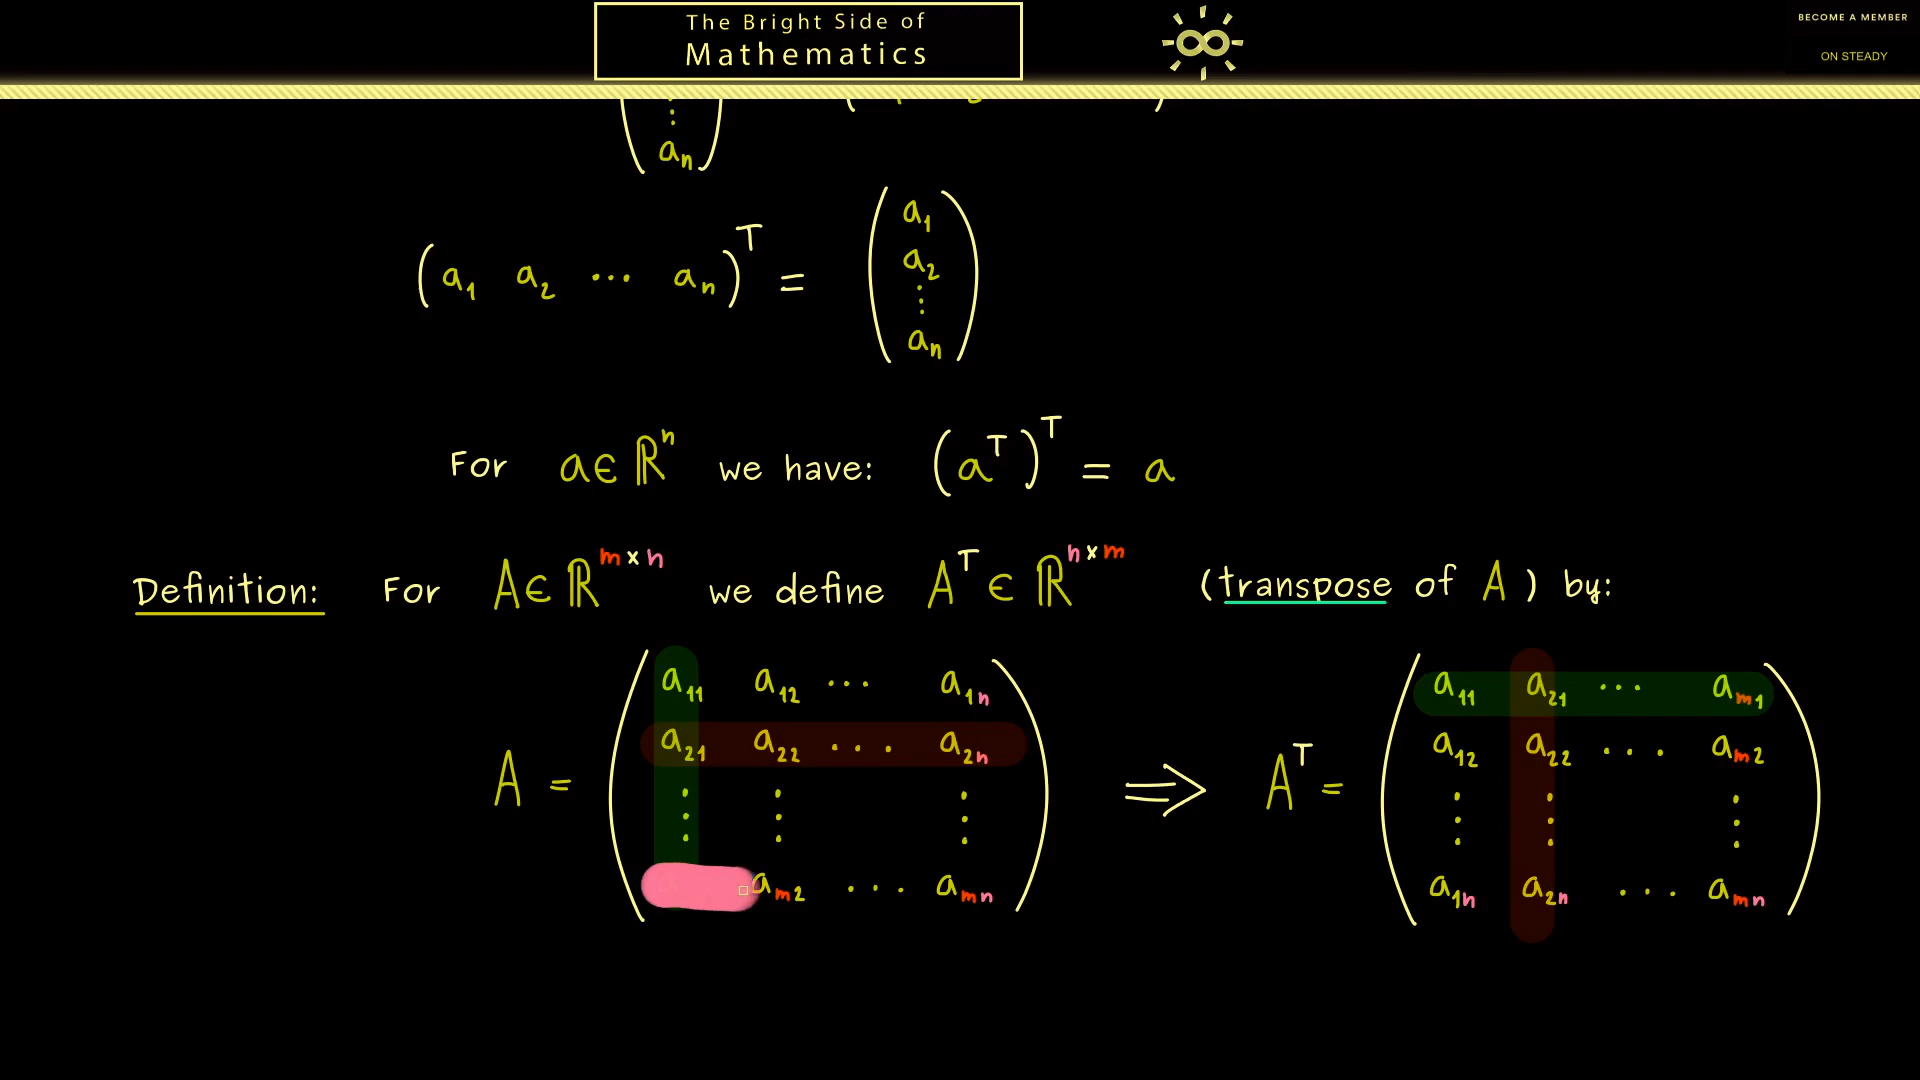 The Bright Side of
Mathematics
BECOME A MEMBER
ON STEADY
⋮
aₙ
(a₁ a₂ ⋯ aₙ)ᵀ =
a₁
a₂
⋮
aₙ
For a ∈ ℝⁿ we have: (aᵀ)ᵀ = a
Definition: For A ∈ ℝ^{m×n} we define Aᵀ ∈ ℝ^{n×m} (transpose of A) by:
A =
a₁₁ a₁₂ ⋯ a₁ₙ
a₂₁ a₂₂ ⋯ a₂ₙ
⋮ ⋮ ⋮
aₘ₂ ⋯ aₘₙ
⟹ Aᵀ =
a₁₁ a₂₁ ⋯ aₘ₁
a₁₂ a₂₂ ⋯ aₘ₂
⋮ ⋮ ⋮
a₁ₙ a₂ₙ ⋯ aₘₙ